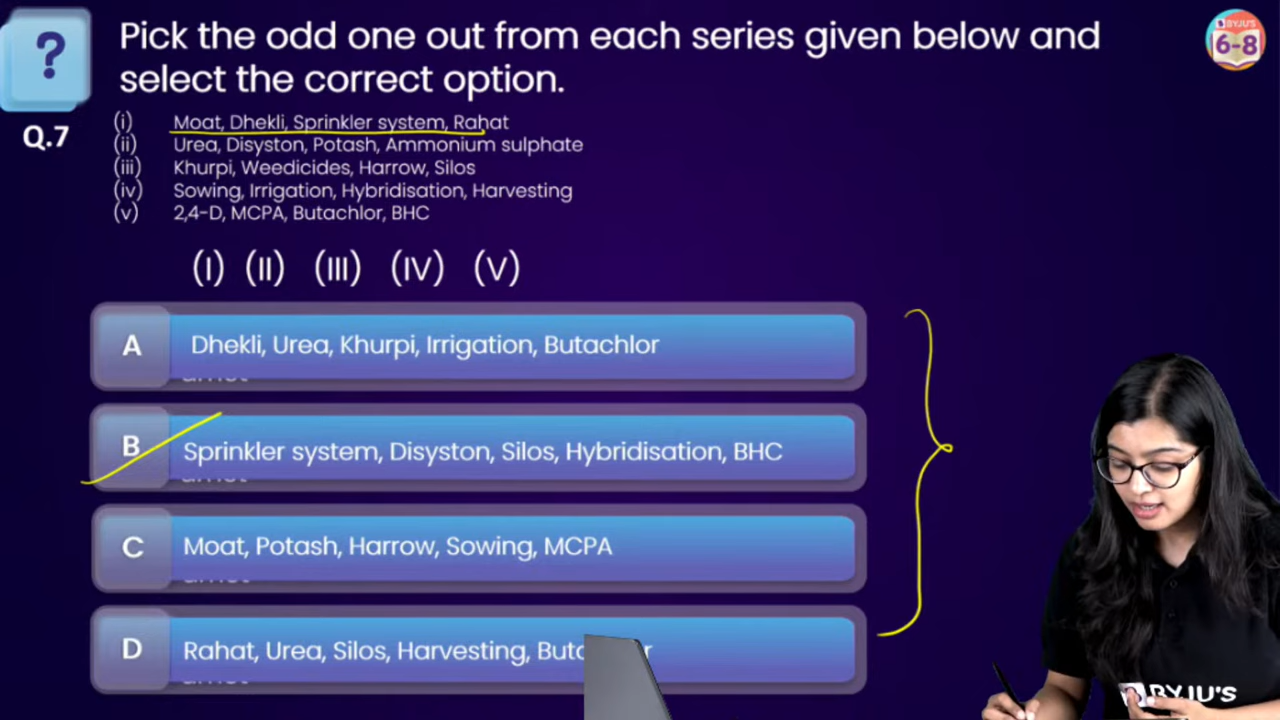 ?
Pick the odd one out from each series given below and
select the correct option.
BYJU'S
6-8
Q.7
(i) Moat, Dhekli, Sprinkler system, Rahat
(ii) Urea, Disyston, Potash, Ammonium sulphate
(iii) Khurpi, Weedicides, Harrow, Silos
(iv) Sowing, Irrigation, Hybridisation, Harvesting
(v) 2,4-D, MCPA, Butachlor, BHC
(I) (II) (III) (IV) (V)
A Dhekli, Urea, Khurpi, Irrigation, Butachlor
B Sprinkler system, Disyston, Silos, Hybridisation, BHC
C Moat, Potash, Harrow, Sowing, MCPA
D Rahat, Urea, Silos, Harvesting,
BYJU'S